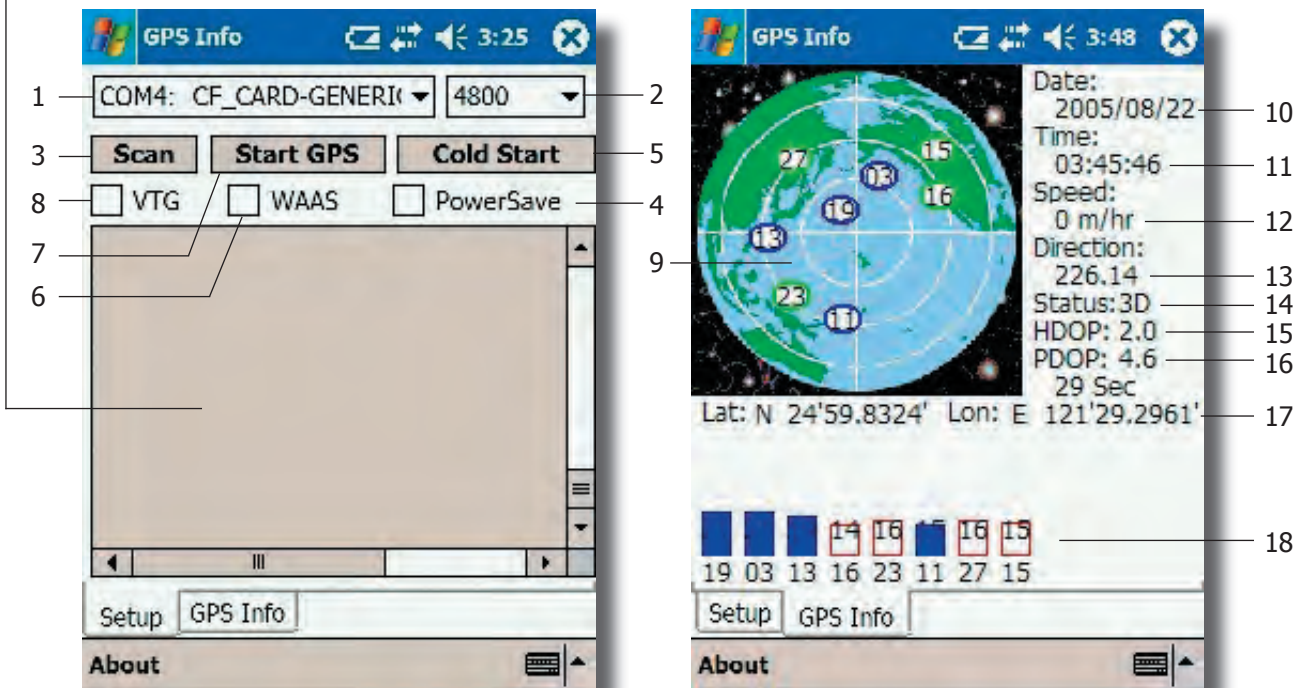 GPS Info 3:25
1 COM4: CF_CARD-GENERI( 4800 2
3 Scan Start GPS Cold Start 5
8 VTG WAAS PowerSave 4
7
6
Setup GPS Info
About
GPS Info 3:48
Date:
2005/08/22 10
Time:
03:45:46 11
Speed:
0 m/hr 12
Direction:
226.14 13
Status:3D 14
HDOP: 2.0 15
PDOP: 4.6 16
29 Sec
27 15
03
16
19
13
9
23
11
Lat: N 24'59.8324' Lon: E 121'29.2961' 17
14 16 16 15
18
19 03 13 16 23 11 27 15
Setup GPS Info
About